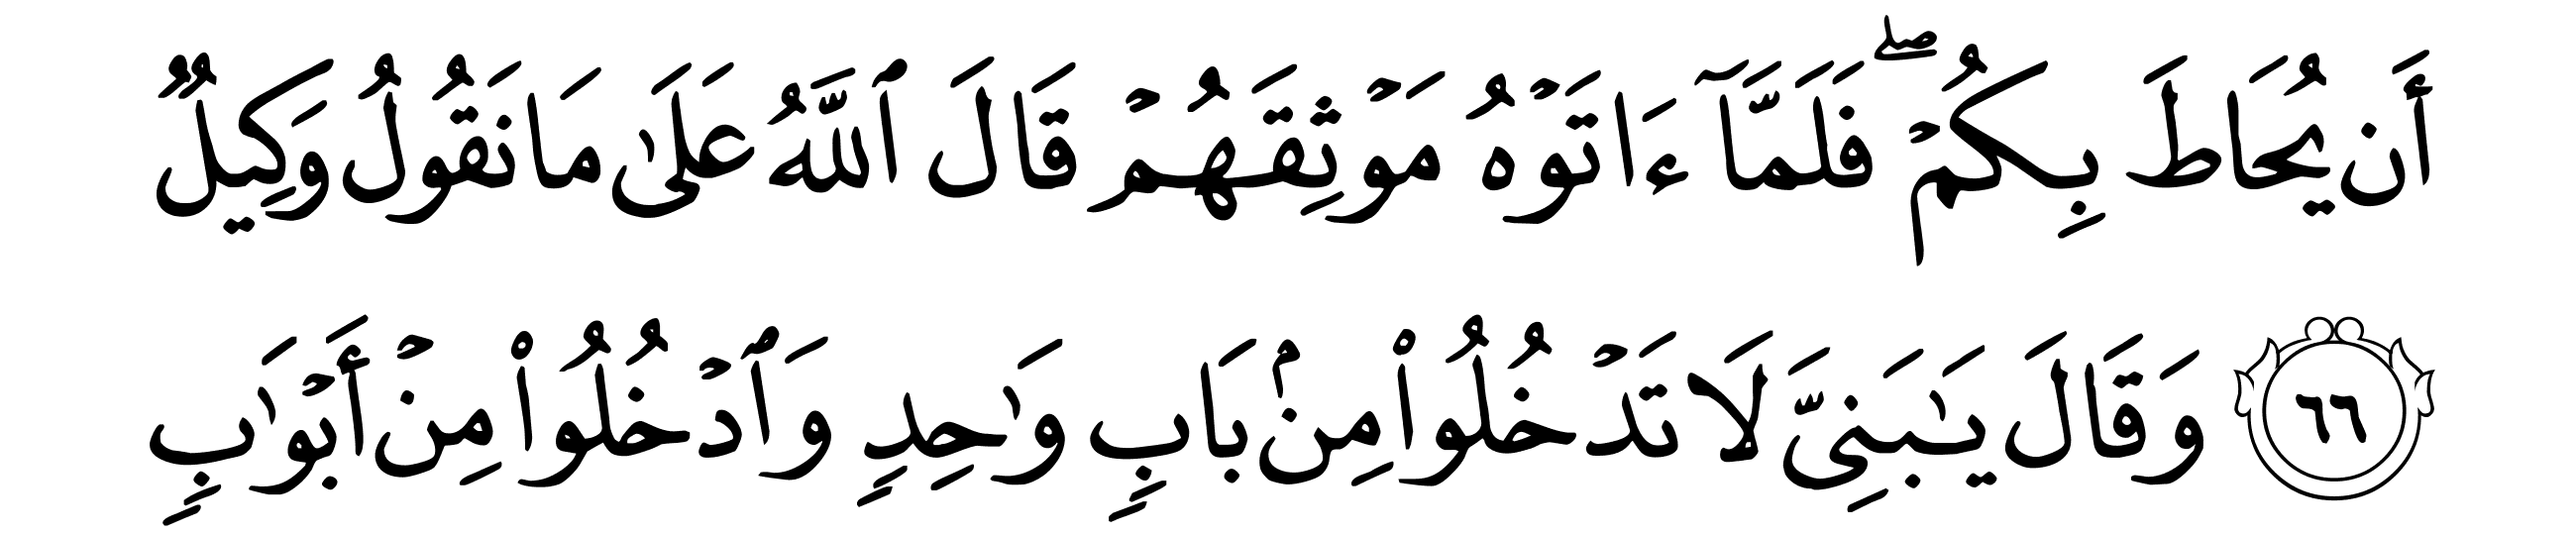 أَن يُحَاطَ بِكُمۡۖ فَلَمَّآ ءَاتَوۡهُ مَوۡثِقَهُمۡ قَالَ ٱللَّهُ عَلَىٰ مَا نَقُولُ وَكِيلٞ
٦٦ وَقَالَ يَٰبَنِيَّ لَا تَدۡخُلُواْ مِنۢ بَابٖ وَٰحِدٖ وَٱدۡخُلُواْ مِنۡ أَبۡوَٰبٖ